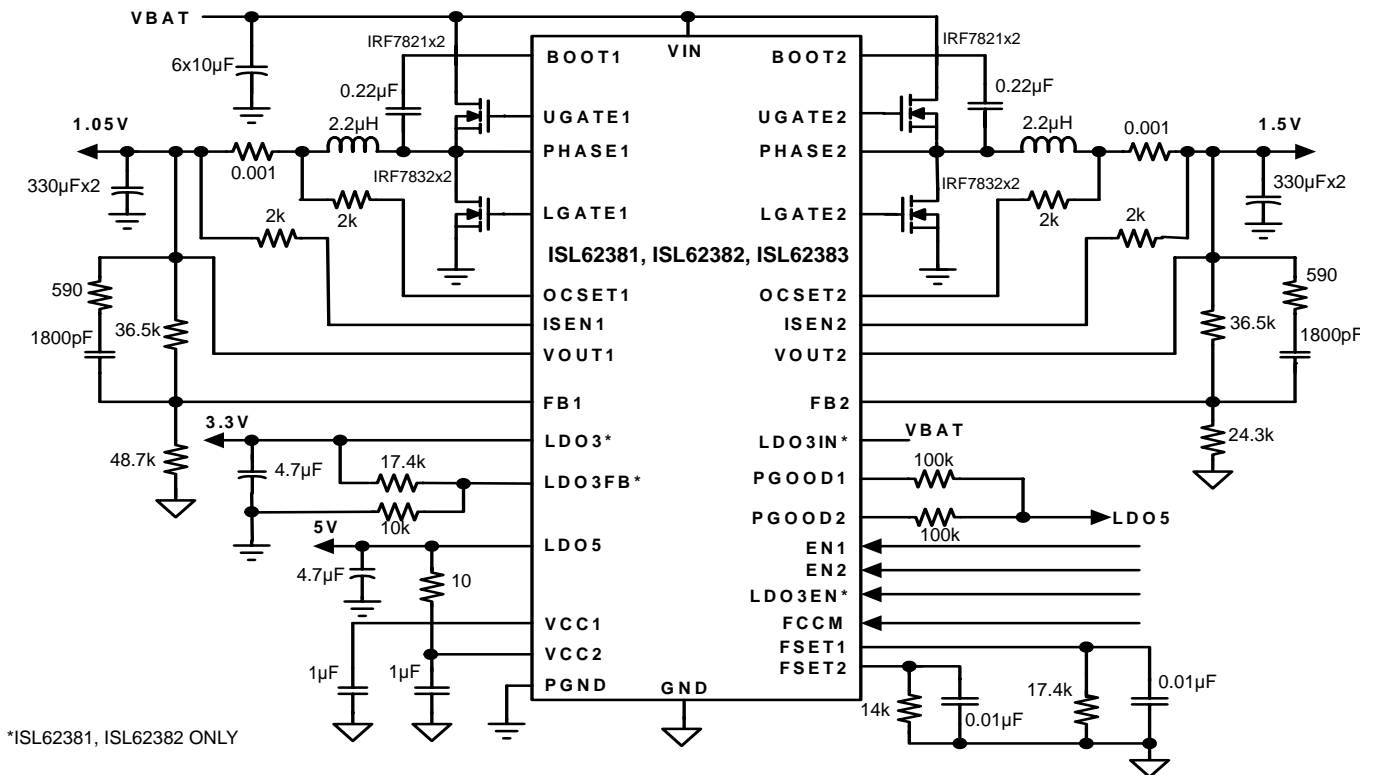 VBAT
6x10µF
IRF7821x2
0.22µF
1.05V
2.2µH
0.001
330µFx2
IRF7832x2
2k
2k
590
1800pF
36.5k
48.7k
3.3V
4.7µF
17.4k
10k
5V
4.7µF
10
1µF
1µF
VIN
BOOT1
UGATE1
PHASE1
LGATE1
ISL62381, ISL62382, ISL62383
OCSET1
ISEN1
VOUT1
FB1
LDO3*
LDO3FB*
LDO5
VCC1
VCC2
PGND
GND
BOOT2
UGATE2
PHASE2
LGATE2
OCSET2
ISEN2
VOUT2
FB2
LDO3IN*
PGOOD1
PGOOD2
EN1
EN2
LDO3EN*
FCCM
FSET1
FSET2
IRF7821x2
0.22µF
2.2µH
0.001
1.5V
IRF7832x2
2k
2k
330µFx2
590
36.5k
1800pF
24.3k
VBAT
100k
100k
LDO5
14k
0.01µF
17.4k
0.01µF
*ISL62381, ISL62382 ONLY